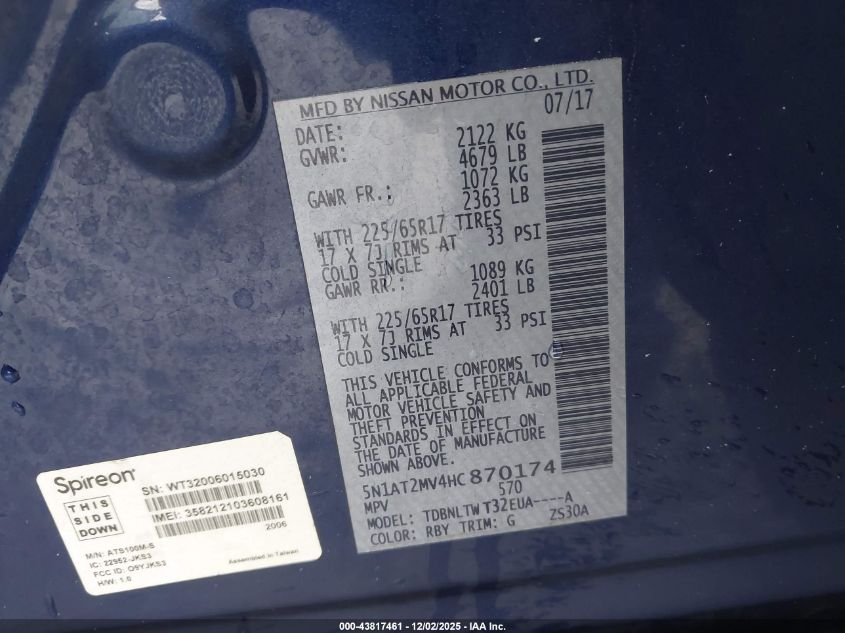 MFD BY NISSAN MOTOR CO., LTD.
DATE: 07/17
GVWR: 2122 KG
4679 LB
GAWR FR.: 1072 KG
2363 LB
WITH 225/65R17 TIRES
17 X 7J RIMS AT 33 PSI
COLD SINGLE
GAWR RR.: 1089 KG
2401 LB
WITH 225/65R17 TIRES
17 X 7J RIMS AT 33 PSI
COLD SINGLE
THIS VEHICLE CONFORMS TO
ALL APPLICABLE FEDERAL
MOTOR VEHICLE SAFETY AND
THEFT PREVENTION
STANDARDS IN EFFECT ON
THE DATE OF MANUFACTURE
SHOWN ABOVE.
5N1AT2MV4HC870174
MPV 570
MODEL: TDBNLTWT32EUA----A
COLOR: RBY TRIM: G ZS30A
Spireon
THIS
SIDE
DOWN
SN: WT32006015030
IMEI: 358212103608161
2006
M/N: ATS100M-S
IC: 22952-JKS3
FCC ID: O9YJKS3
H/W: 1.0
Assembled in Taiwan
000-43817461 - 12/02/2025 - IAA Inc.